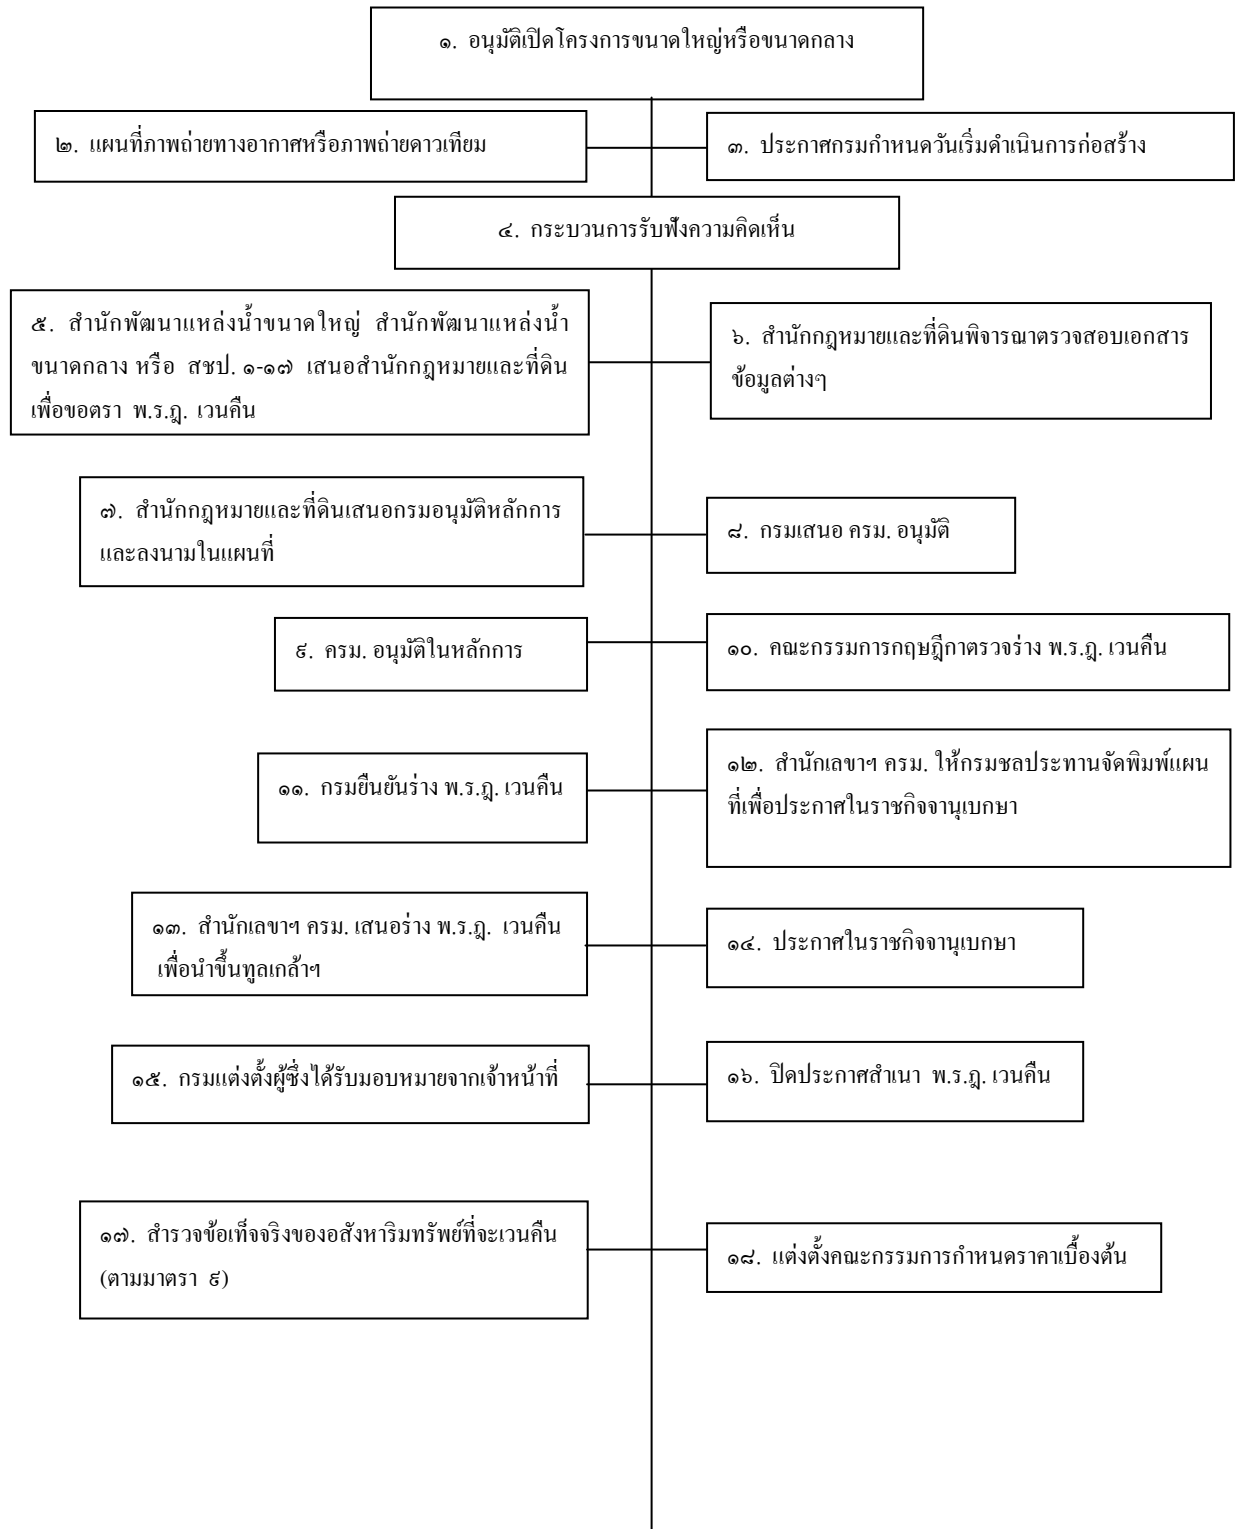 ๑. อนุมัติเปิดโครงการขนาดใหญ่หรือขนาดกลาง
๒. แผนที่ภาพถ่ายทางอากาศหรือภาพถ่ายดาวเทียม
๓. ประกาศกรมกำหนดวันเริ่มดำเนินการก่อสร้าง
๔. กระบวนการรับฟังความคิดเห็น
๕. สำนักพัฒนาแหล่งน้ำขนาดใหญ่ สำนักพัฒนาแหล่งน้ำ
ขนาดกลาง หรือ สชป. ๑-๑๗ เสนอสำนักกฎหมายและที่ดิน
เพื่อขอตรา พ.ร.ฎ. เวนคืน
๖. สำนักกฎหมายและที่ดินพิจารณาตรวจสอบเอกสาร
ข้อมูลต่างๆ
๗. สำนักกฎหมายและที่ดินเสนอกรมอนุมัติหลักการ
และลงนามในแผนที่
๘. กรมเสนอ ครม. อนุมัติ
๙. ครม. อนุมัติในหลักการ
๑๐. คณะกรรมการกฤษฎีกาตรวจร่าง พ.ร.ฎ. เวนคืน
๑๑. กรมยืนยันร่าง พ.ร.ฎ. เวนคืน
๑๒. สำนักเลขาฯ ครม. ให้กรมชลประทานจัดพิมพ์แผน
ที่เพื่อประกาศในราชกิจจานุเบกษา
๑๓. สำนักเลขาฯ ครม. เสนอร่าง พ.ร.ฎ. เวนคืน
เพื่อนำขึ้นทูลเกล้าฯ
๑๔. ประกาศในราชกิจจานุเบกษา
๑๕. กรมแต่งตั้งผู้ซึ่งได้รับมอบหมายจากเจ้าหน้าที่
๑๖. ปิดประกาศสำเนา พ.ร.ฎ. เวนคืน
๑๗. สำรวจข้อเท็จจริงของอสังหาริมทรัพย์ที่จะเวนคืน
(ตามมาตรา ๙)
๑๘. แต่งตั้งคณะกรรมการกำหนดราคาเบื้องต้น